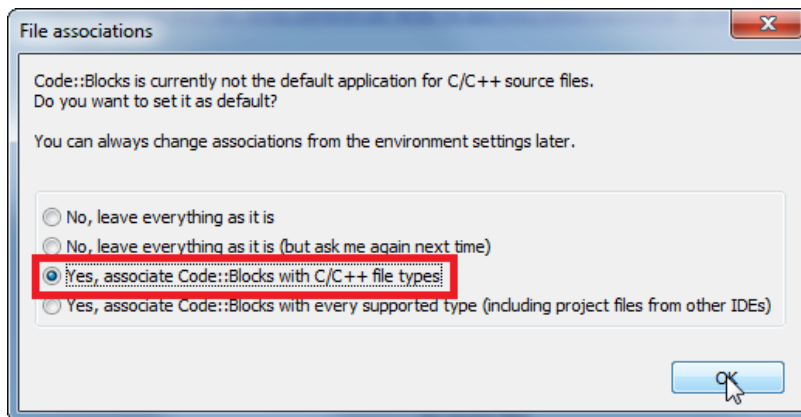 File associations
Code::Blocks is currently not the default application for C/C++ source files.
Do you want to set it as default?
You can always change associations from the environment settings later.
No, leave everything as it is
No, leave everything as it is (but ask me again next time)
Yes, associate Code::Blocks with C/C++ file types
Yes, associate Code::Blocks with every supported type (including project files from other IDEs)
OK